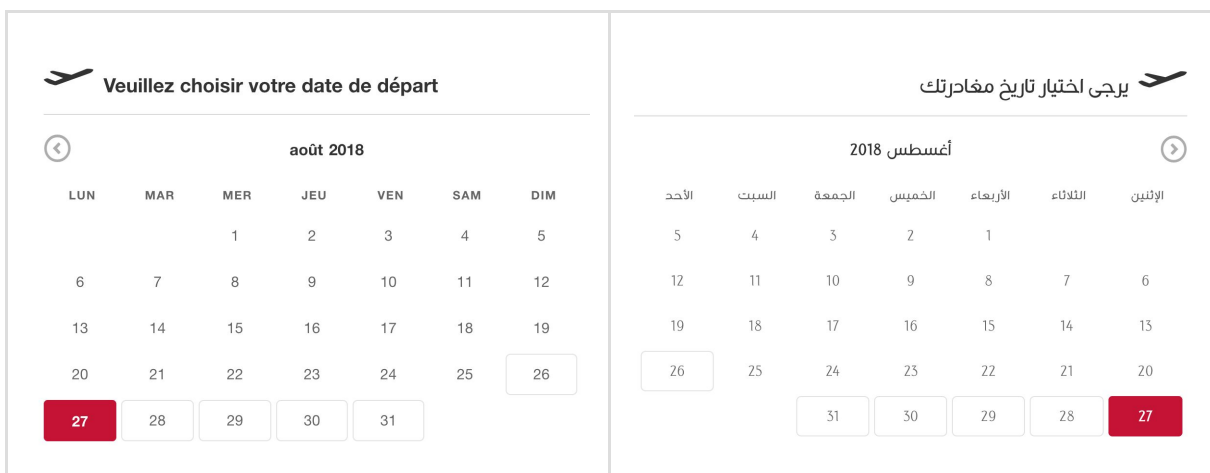 Veuillez choisir votre date de départ
août 2018
LUN MAR MER JEU VEN SAM DIM
1 2 3 4 5
6 7 8 9 10 11 12
13 14 15 16 17 18 19
20 21 22 23 24 25 26
27 28 29 30 31
يرجى اختيار تاريخ مغادرتك
أغسطس 2018
الإثنين الثلاثاء الأربعاء الخميس الجمعة السبت الأحد
1 2 3 4 5
6 7 8 9 10 11 12
13 14 15 16 17 18 19
20 21 22 23 24 25 26
27 28 29 30 31